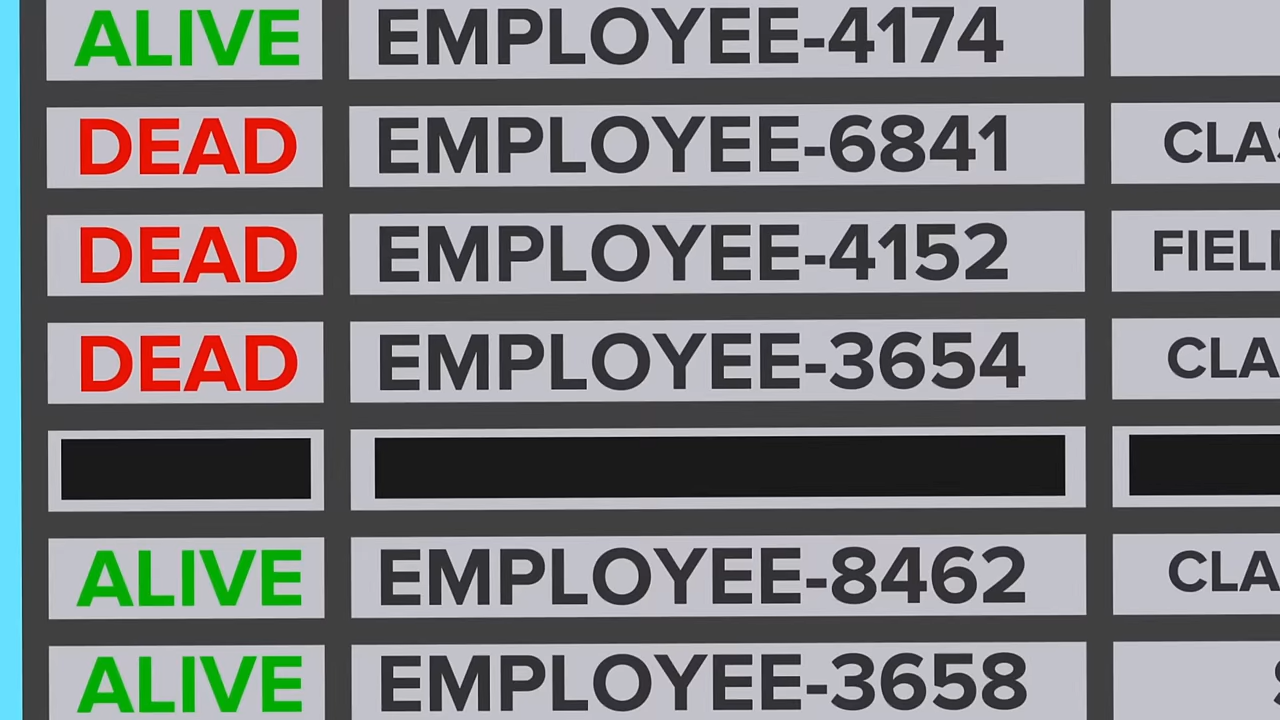 ALIVE EMPLOYEE-4174
DEAD EMPLOYEE-6841
DEAD EMPLOYEE-4152
DEAD EMPLOYEE-3654
ALIVE EMPLOYEE-8462
ALIVE EMPLOYEE-3658